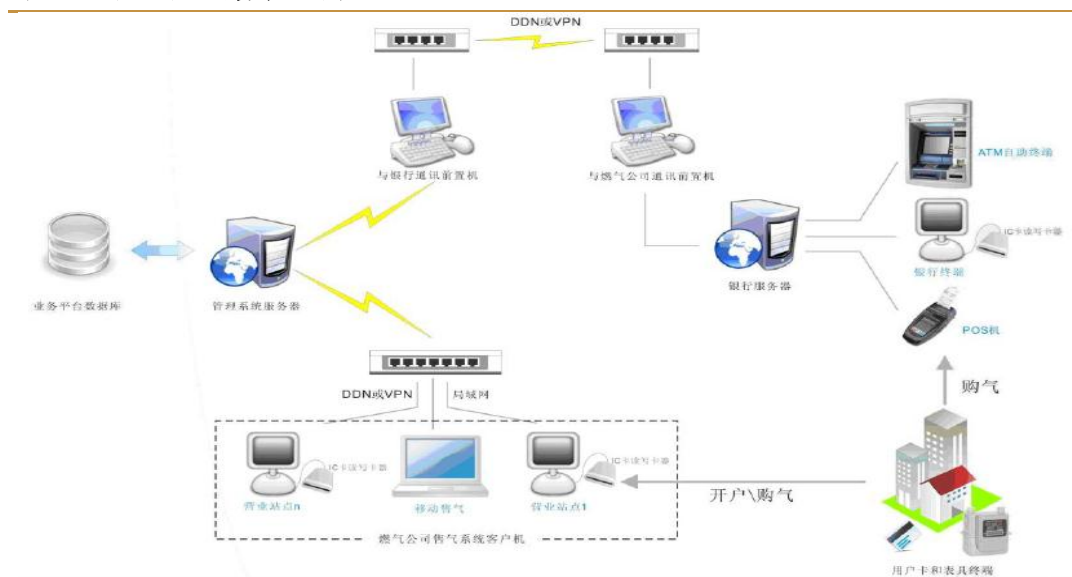 DDN或VPN
与银行通讯前置机
与燃气公司通讯前置机
ATM自助终端
IC卡读写卡器
银行终端
业务平台数据库
管理系统服务器
银行服务器
POS机
购气
DDN或VPN
局域网
IC卡读写卡器
IC卡读写卡器
营业站点n
移动售气
营业站点1
开户\购气
燃气公司售气系统客户机
用户卡和表具终端